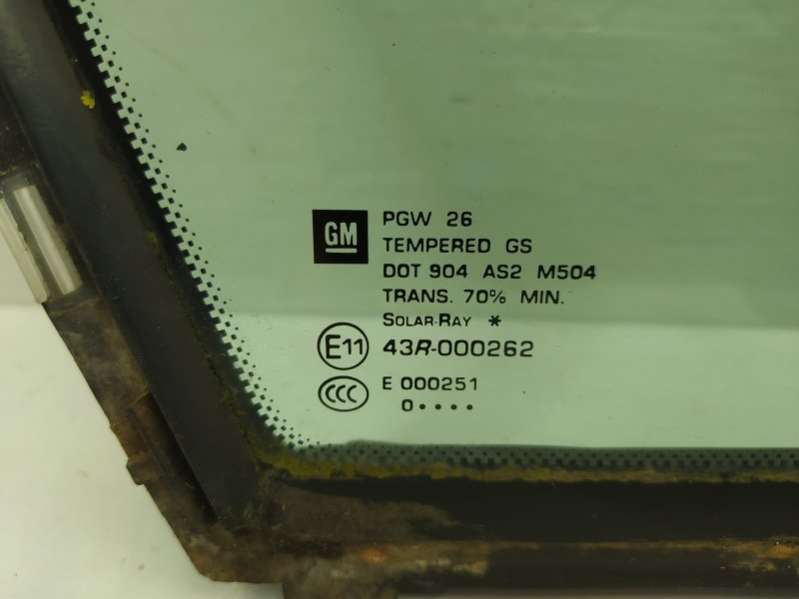 GM
PGW 26
TEMPERED GS
DOT 904 AS2 M504
TRANS. 70% MIN.
SOLAR-RAY *
E11 43R-000262
CCC E 000251
0••••